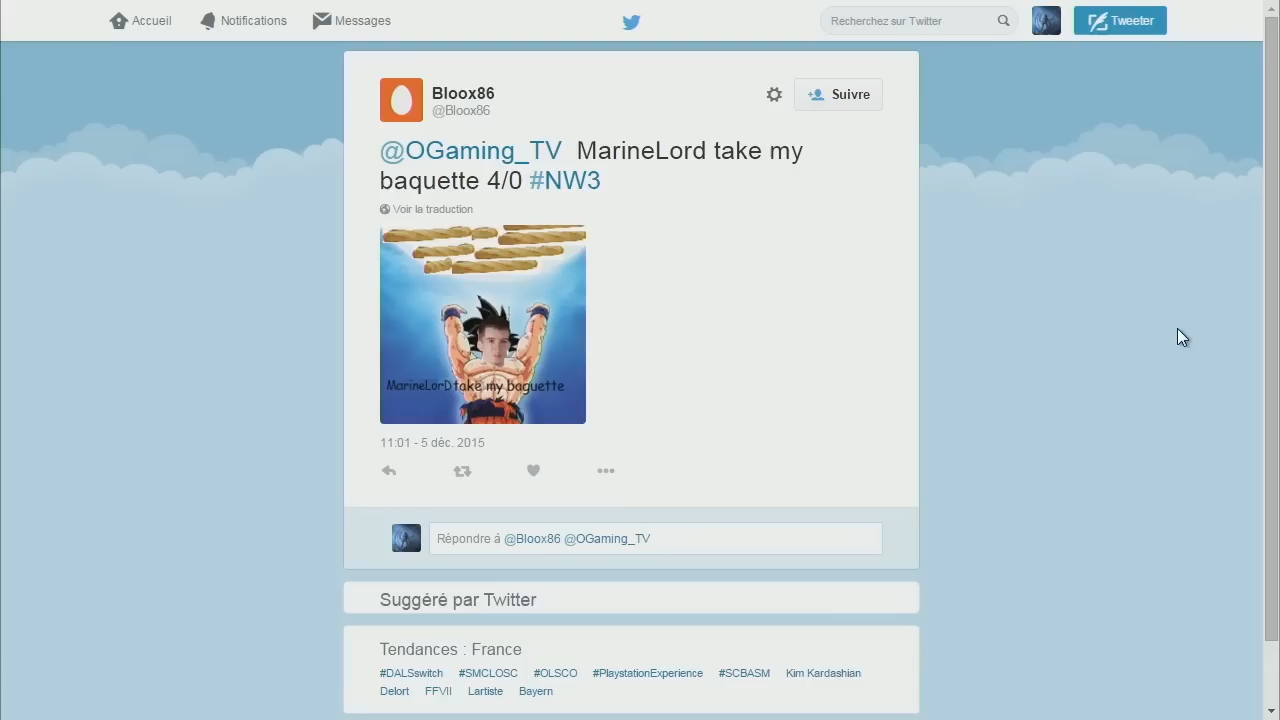 Accueil Notifications Messages Recherchez sur Twitter Tweeter
Bloox86
@Bloox86
Suivre
@OGaming_TV MarineLord take my
baquette 4/0 #NW3
Voir la traduction
MarineLorD take my baguette
11:01 - 5 déc. 2015
Répondre à @Bloox86 @OGaming_TV
Suggéré par Twitter
Tendances : France
#DALSswitch #SMCLOSC #OLSCO #PlaystationExperience #SCBASM Kim Kardashian
Delort FFVII Lartiste Bayern